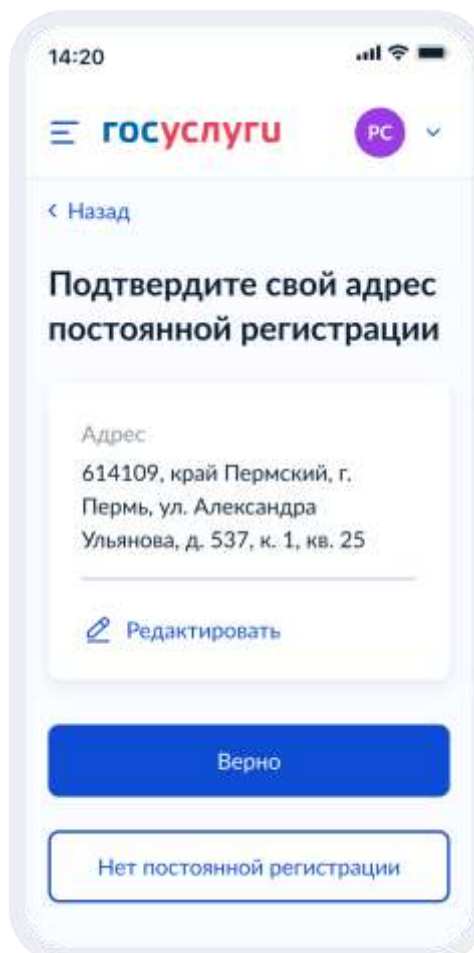 14:20
госуслуги
РС
Назад
Подтвердите свой адрес
постоянной регистрации
Адрес
614109, край Пермский, г.
Пермь, ул. Александра
Ульянова, д. 537, к. 1, кв. 25
Редактировать
Верно
Нет постоянной регистрации